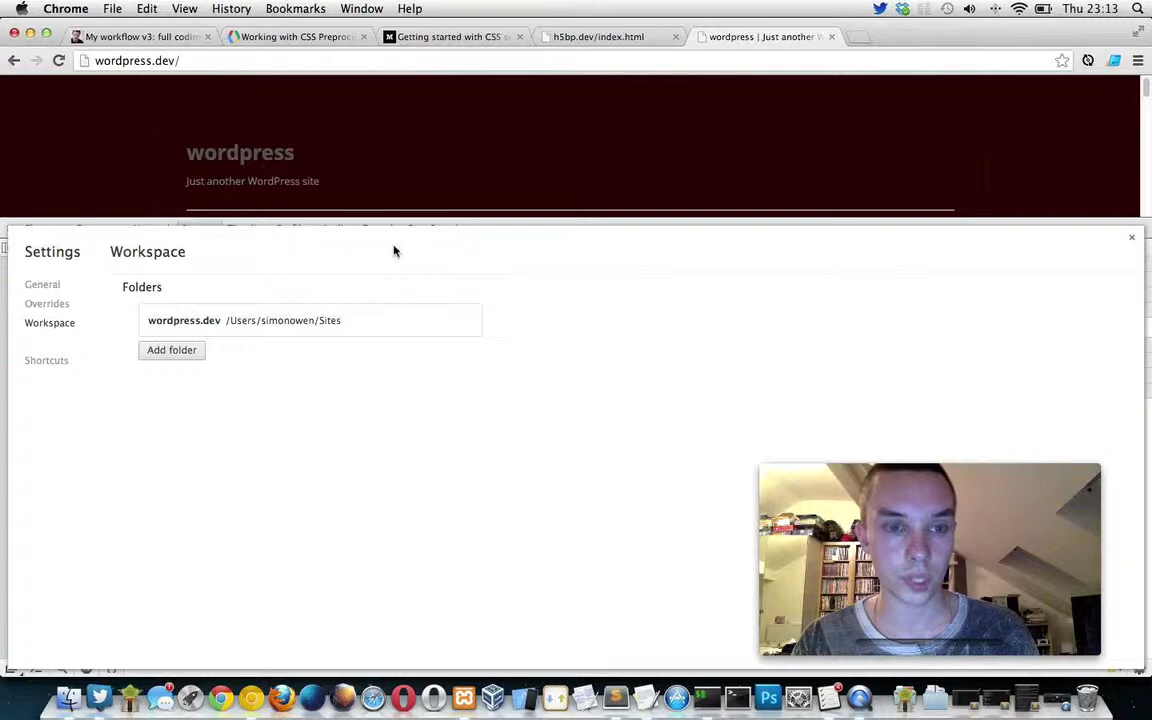 Chrome File Edit View History Bookmarks Window Help Thu 23:13
My workflow v3: full codin
Working with CSS Preproc
Getting started with CSS s
h5bp.dev/index.html
wordpress | Just another W
wordpress.dev/
wordpress
Just another WordPress site
Settings
Workspace
General
Overrides
Workspace
Shortcuts
Folders
wordpress.dev /Users/simonowen/Sites
Add folder